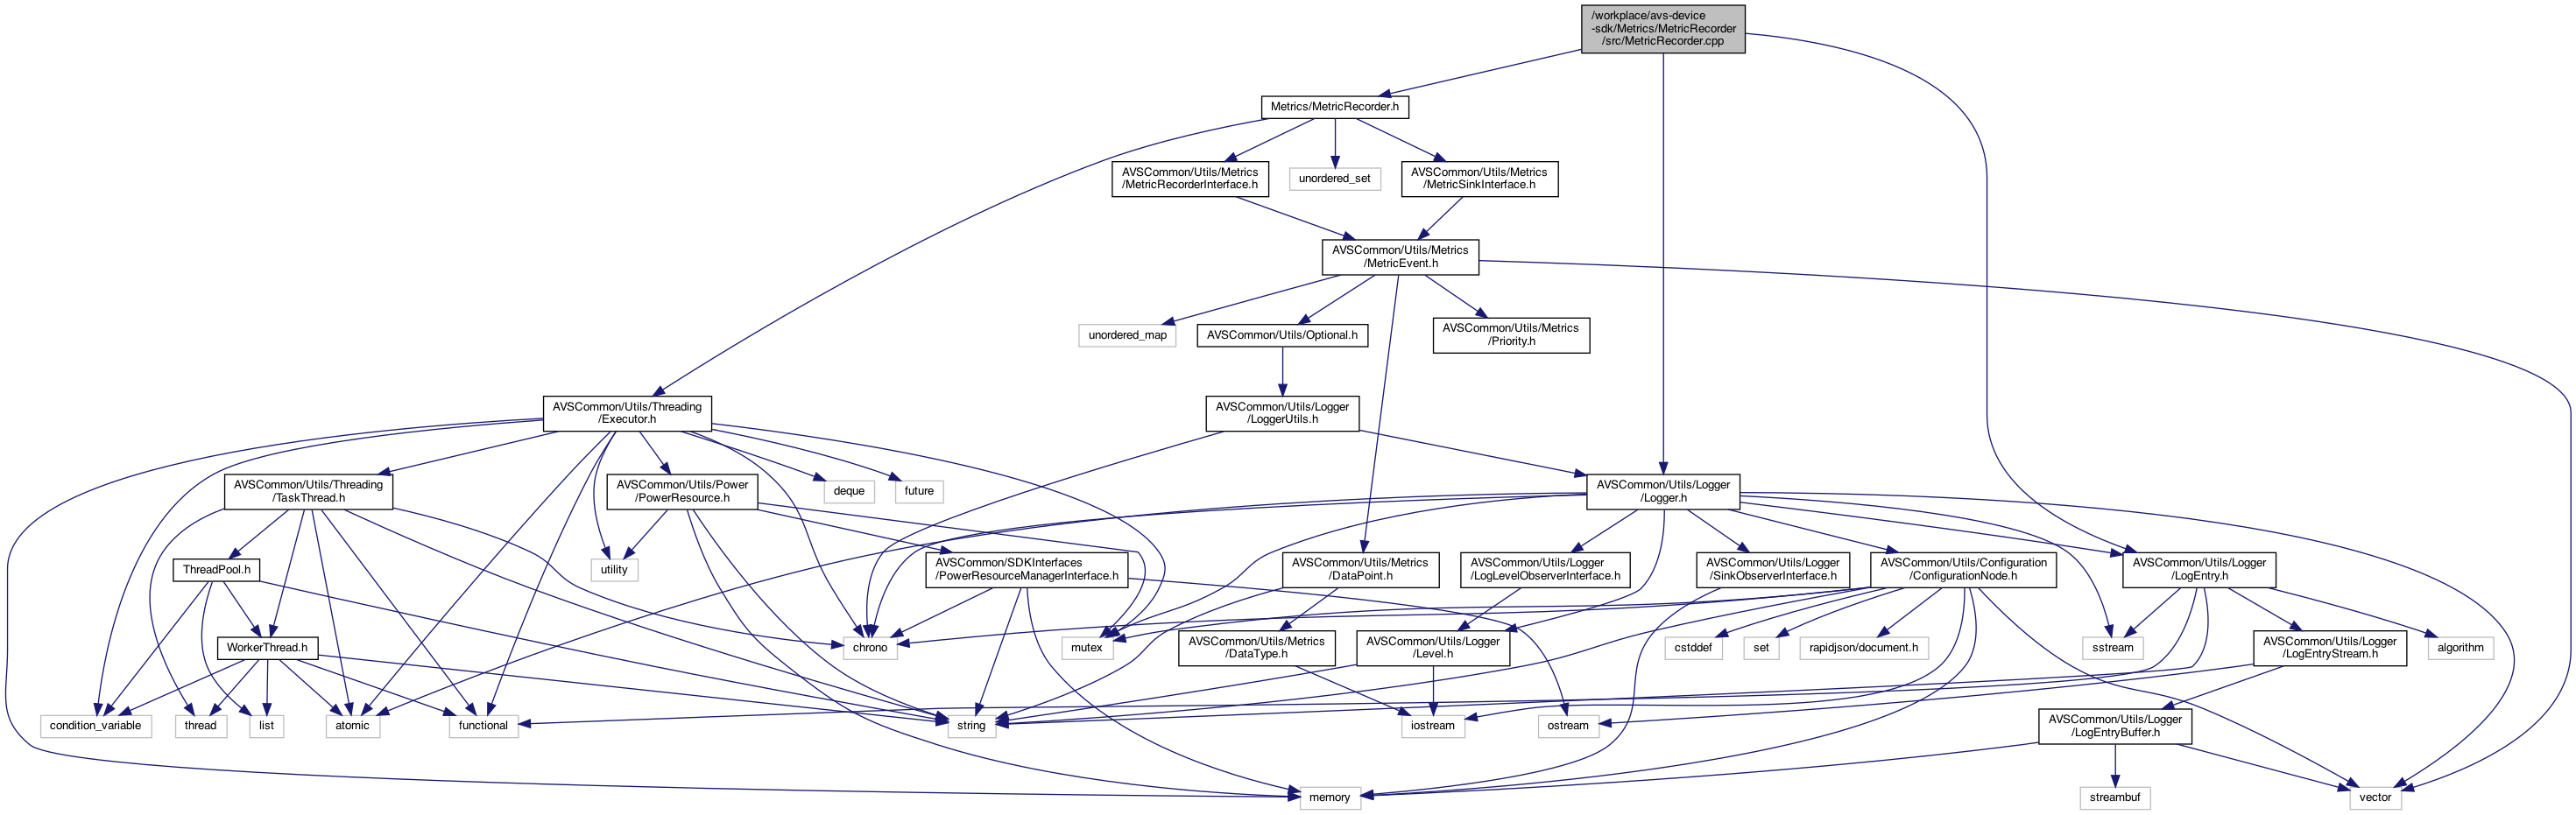 /workplace/avs-device
-sdk/Metrics/MetricRecorder
/src/MetricRecorder.cpp
Metrics/MetricRecorder.h
AVSCommon/Utils/Metrics
/MetricRecorderInterface.h
unordered_set
AVSCommon/Utils/Metrics
/MetricSinkInterface.h
AVSCommon/Utils/Metrics
/MetricEvent.h
unordered_map
AVSCommon/Utils/Optional.h
AVSCommon/Utils/Metrics
/Priority.h
AVSCommon/Utils/Threading
/Executor.h
AVSCommon/Utils/Logger
/LoggerUtils.h
AVSCommon/Utils/Threading
/TaskThread.h
AVSCommon/Utils/Power
/PowerResource.h
deque
future
AVSCommon/Utils/Logger
/Logger.h
ThreadPool.h
utility
AVSCommon/SDKInterfaces
/PowerResourceManagerInterface.h
AVSCommon/Utils/Metrics
/DataPoint.h
AVSCommon/Utils/Logger
/LogLevelObserverInterface.h
AVSCommon/Utils/Logger
/SinkObserverInterface.h
AVSCommon/Utils/Configuration
/ConfigurationNode.h
AVSCommon/Utils/Logger
/LogEntry.h
WorkerThread.h
chrono
mutex
AVSCommon/Utils/Metrics
/DataType.h
AVSCommon/Utils/Logger
/Level.h
cstddef
set
rapidjson/document.h
sstream
AVSCommon/Utils/Logger
/LogEntryStream.h
algorithm
condition_variable
thread
list
atomic
functional
string
iostream
ostream
AVSCommon/Utils/Logger
/LogEntryBuffer.h
memory
streambuf
vector